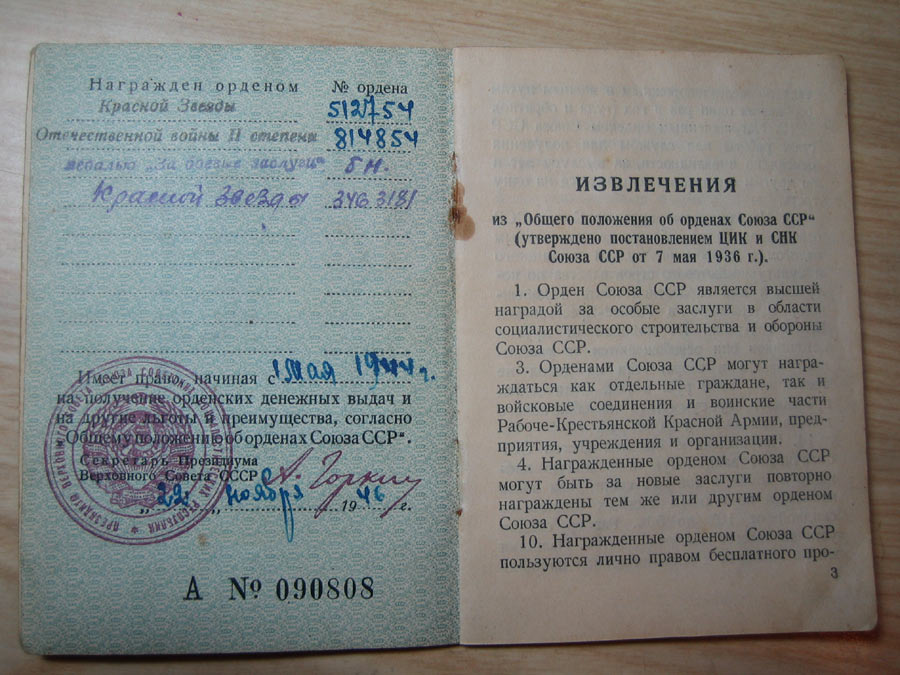 Награжден орденом № ордена
Красной Звезды 512754
Отечественной войны II степени 814854
медалью „За боевые заслуги" б н.
Красной Звезды 3463181
Имеет право начиная с 1 мая 1944 г.
на получение орденских денежных выдач и
на другие льготы и преимущества, согласно
„Общему положению об орденах Союза ССР".
Секретарь Президиума
Верховного Совета СССР А. Горкин
„22" ноября 1946 г.
А № 090808
ИЗВЛЕЧЕНИЯ
из „Общего положения об орденах Союза ССР"
(утверждено постановлением ЦИК и СНК
Союза ССР от 7 мая 1936 г.).
1. Орден Союза ССР является высшей
наградой за особые заслуги в области
социалистического строительства и обороны
Союза ССР.
3. Орденами Союза ССР могут награ-
ждаться как отдельные граждане, так и
войсковые соединения и воинские части
Рабоче-Крестьянской Красной Армии, пред-
приятия, учреждения и организации.
4. Награжденные орденом Союза ССР
могут быть за новые заслуги повторно
награждены тем же или другим орденом
Союза ССР.
10. Награжденные орденом Союза ССР
пользуются лично правом бесплатного про-
3